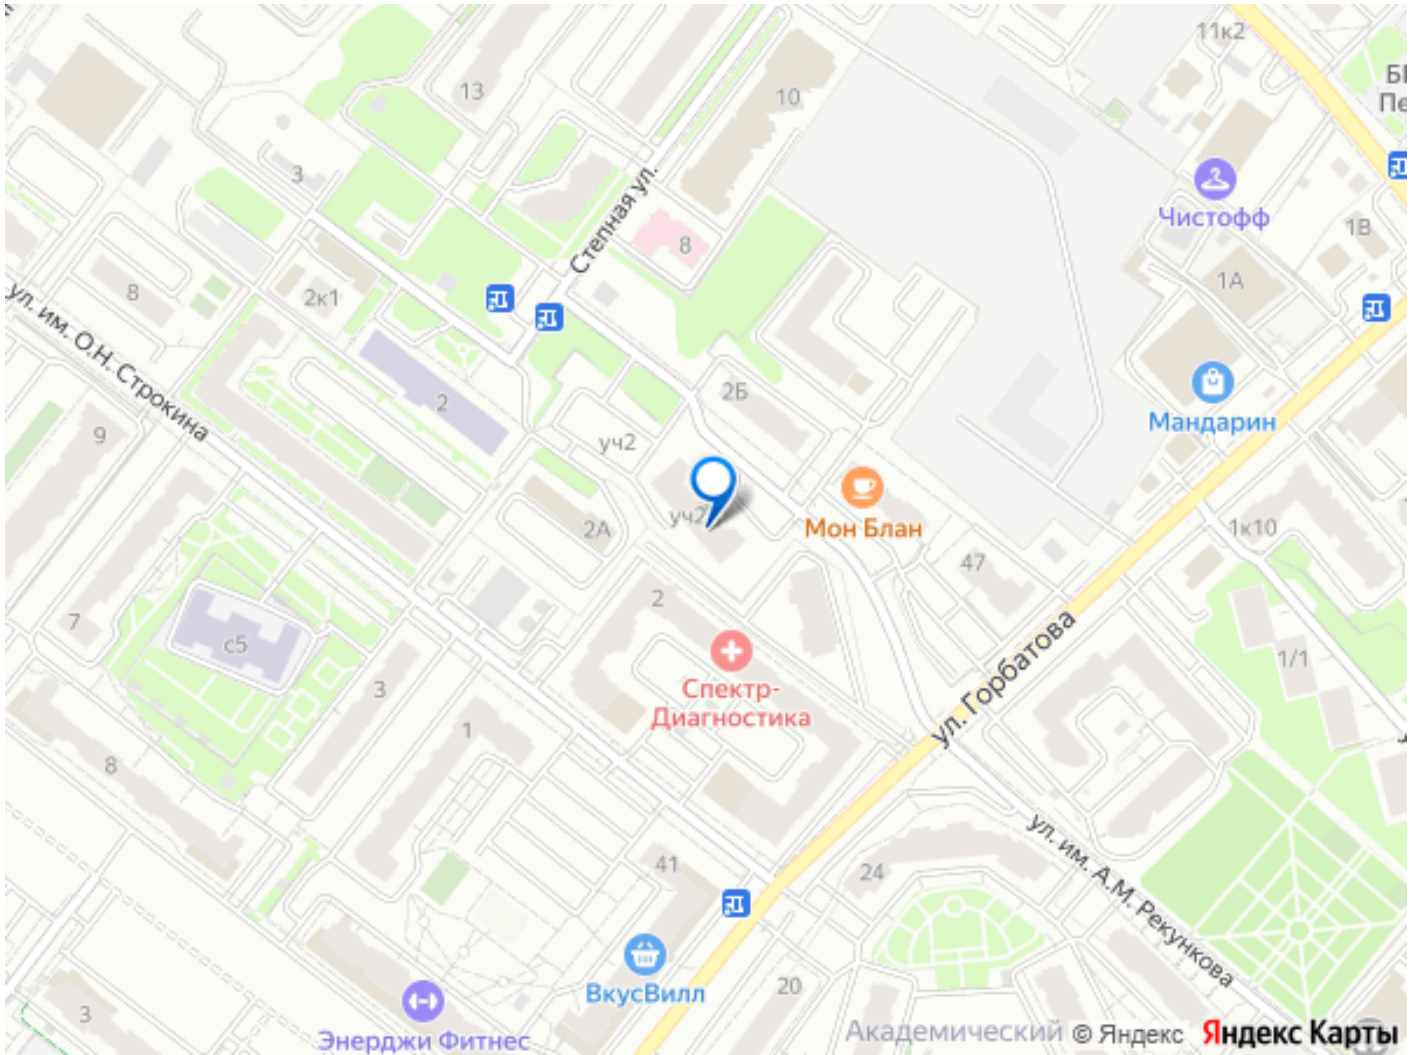 11к2
13
10
3
Степная ул.
8
Чистофф
1В
1А
8
2к1
ул. им. О.Н. Строкина
2Б
Мандарин
2
9
уч2
уч2
Мон Блан
2А
1к10
47
2
7
с5
1/1
ул. Горбатова
3
Спектр-
Диагностика
1
8
ул. им. А.М. Рекункова
41
24
ВкусВилл
20
3
Энерджи Фитнес
Академический
© Яндекс
Яндекс Карты